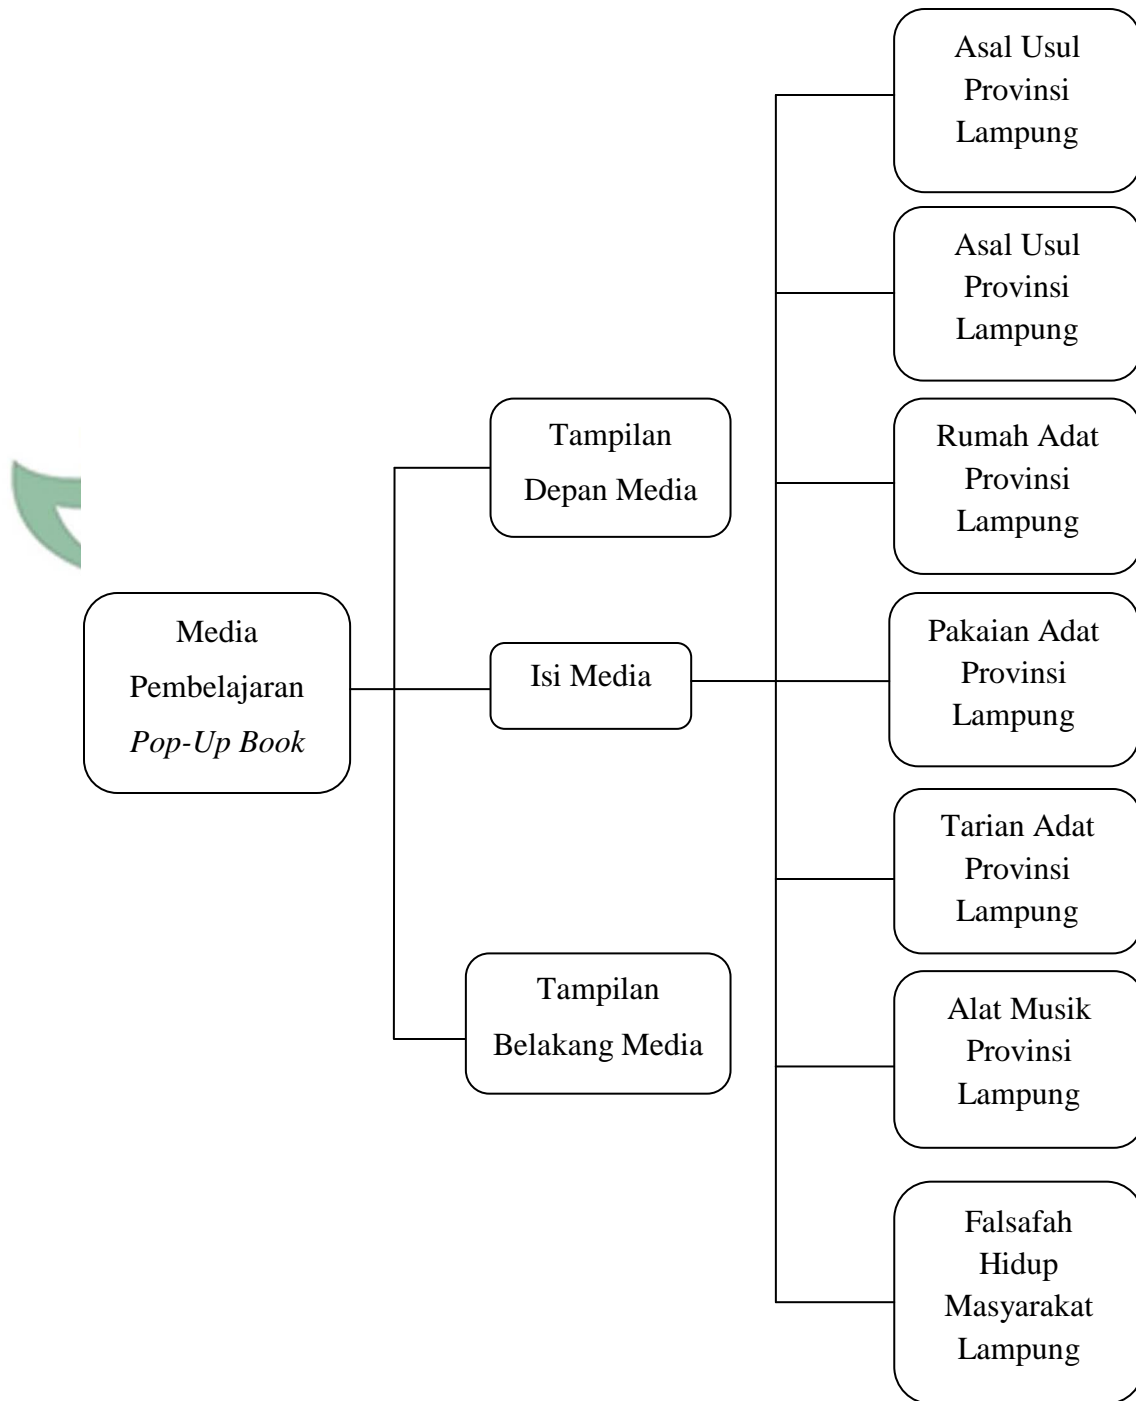 Media
Pembelajaran
Pop-Up Book
Tampilan
Depan Media
Isi Media
Tampilan
Belakang Media
Asal Usul
Provinsi
Lampung
Asal Usul
Provinsi
Lampung
Rumah Adat
Provinsi
Lampung
Pakaian Adat
Provinsi
Lampung
Tarian Adat
Provinsi
Lampung
Alat Musik
Provinsi
Lampung
Falsafah
Hidup
Masyarakat
Lampung